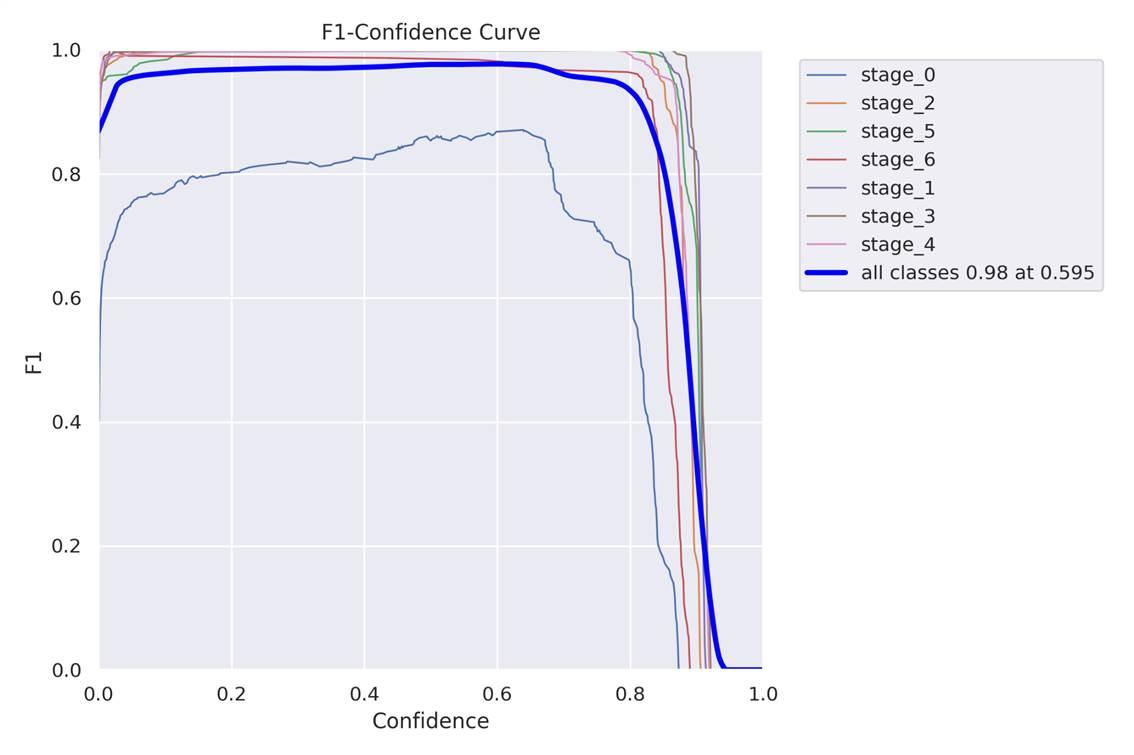 F1-Confidence Curve
1.0
0.8
0.6
0.4
0.2
0.0
F1
0.0 0.2 0.4 0.6 0.8 1.0
Confidence
stage_0
stage_2
stage_5
stage_6
stage_1
stage_3
stage_4
all classes 0.98 at 0.595